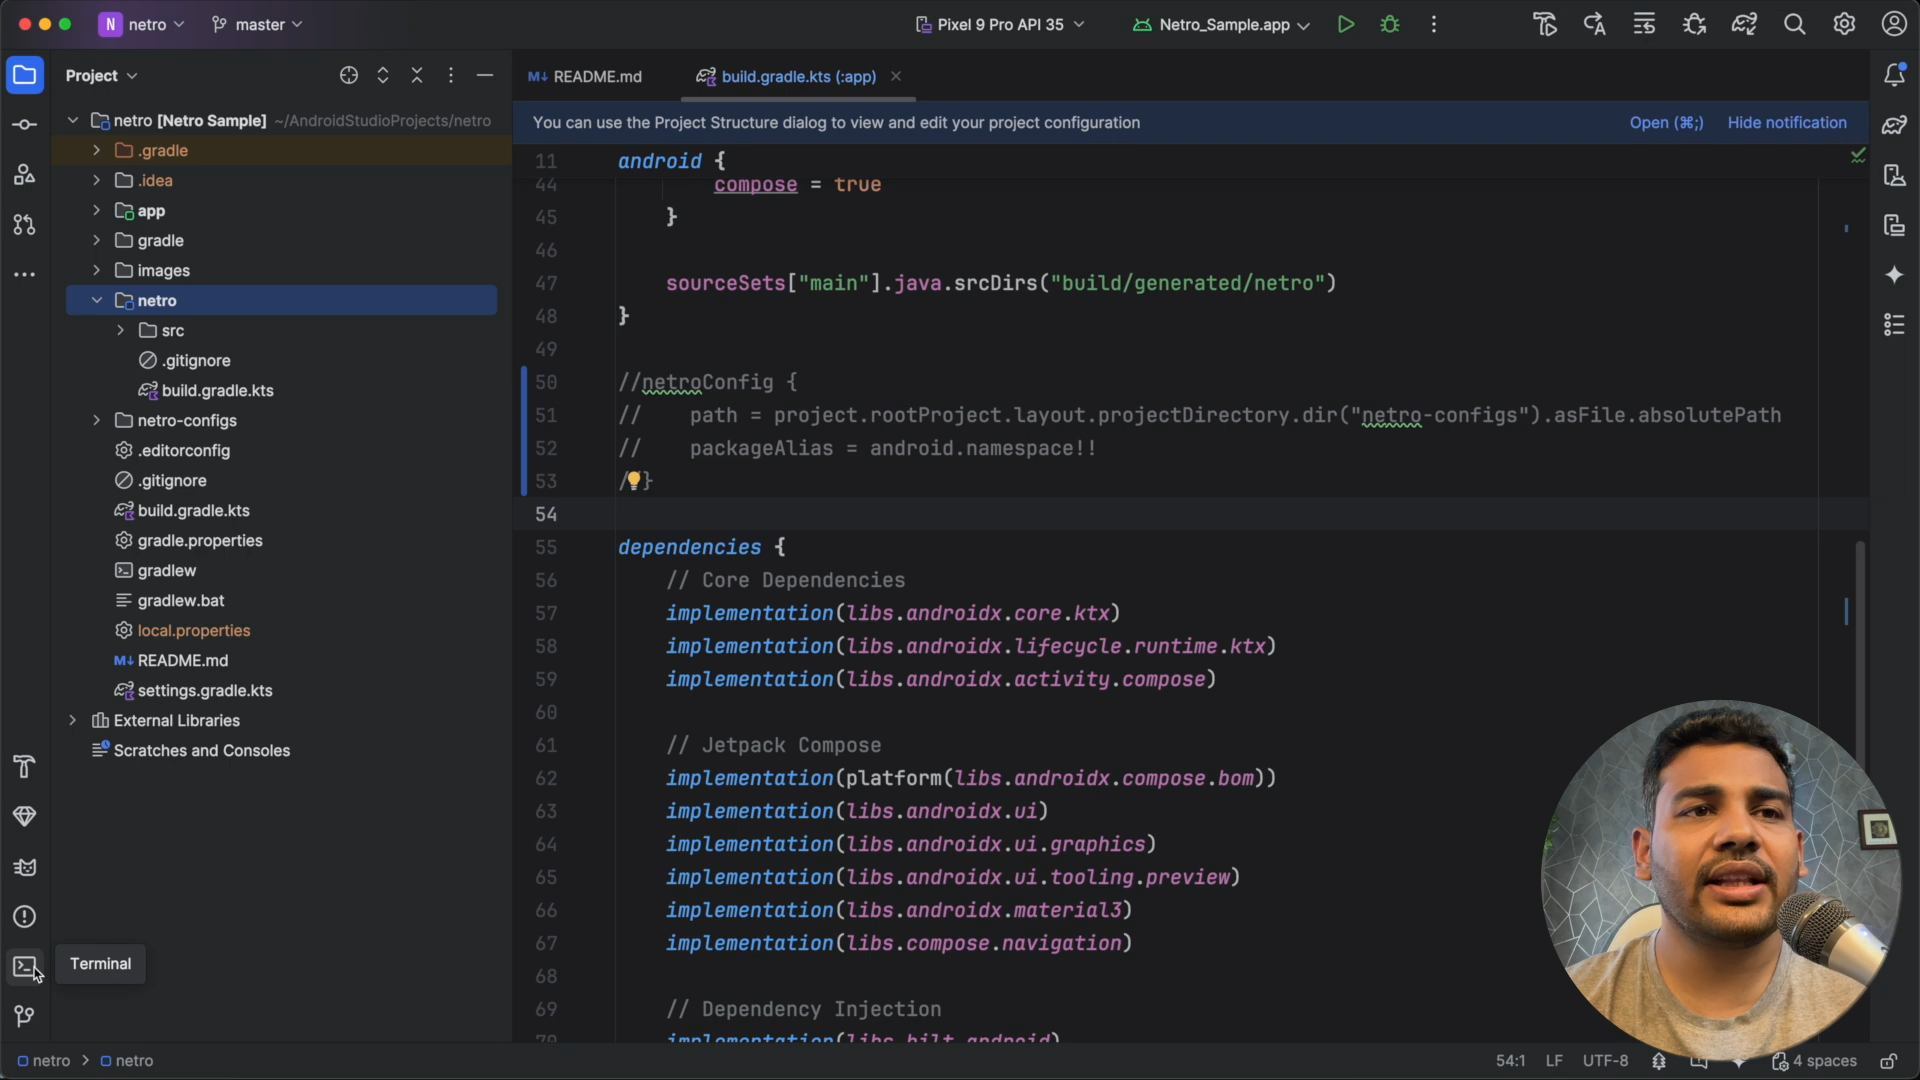 N netro master Pixel 9 Pro API 35 Netro_Sample.app
Project
README.md build.gradle.kts (:app)
netro [Netro Sample] ~/AndroidStudioProjects/netro
.gradle
.idea
app
gradle
images
netro
src
.gitignore
build.gradle.kts
netro-configs
.editorconfig
.gitignore
build.gradle.kts
gradle.properties
gradlew
gradlew.bat
local.properties
M↓ README.md
settings.gradle.kts
External Libraries
Scratches and Consoles
Terminal
You can use the Project Structure dialog to view and edit your project configuration Open (⌘;) Hide notification
11 android {
44 compose = true
45 }
46
47 sourceSets["main"].java.srcDirs("build/generated/netro")
48 }
49
50 //netroConfig {
51 // path = project.rootProject.layout.projectDirectory.dir("netro-configs").asFile.absolutePath
52 // packageAlias = android.namespace!!
53 / }
54
55 dependencies {
56 // Core Dependencies
57 implementation(libs.androidx.core.ktx)
58 implementation(libs.androidx.lifecycle.runtime.ktx)
59 implementation(libs.androidx.activity.compose)
60
61 // Jetpack Compose
62 implementation(platform(libs.androidx.compose.bom))
63 implementation(libs.androidx.ui)
64 implementation(libs.androidx.ui.graphics)
65 implementation(libs.androidx.ui.tooling.preview)
66 implementation(libs.androidx.material3)
67 implementation(libs.compose.navigation)
68
69 // Dependency Injection
70 implementation(libs.hilt.android)
netro > netro 54:1 LF UTF-8 4 spaces